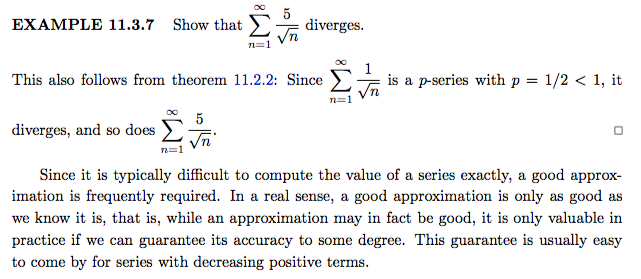 EXAMPLE 11.3.7 Show that \sum_{n=1}^{\infty} \frac{5}{\sqrt{n}} diverges.
This also follows from theorem 11.2.2: Since \sum_{n=1}^{\infty} \frac{1}{\sqrt{n}} is a p-series with p = 1/2 < 1, it
diverges, and so does \sum_{n=1}^{\infty} \frac{5}{\sqrt{n}}. □
Since it is typically difficult to compute the value of a series exactly, a good approx-
imation is frequently required. In a real sense, a good approximation is only as good as
we know it is, that is, while an approximation may in fact be good, it is only valuable in
practice if we can guarantee its accuracy to some degree. This guarantee is usually easy
to come by for series with decreasing positive terms.